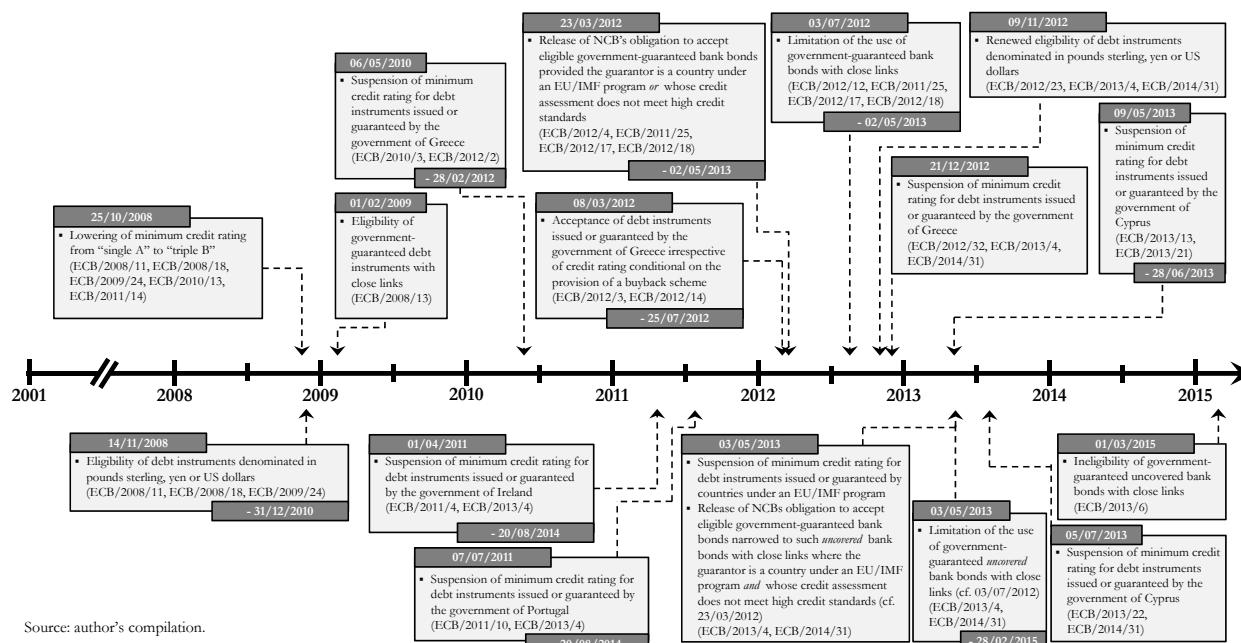 25/10/2008
▪ Lowering of minimum credit rating
from “single A” to “triple B”
(ECB/2008/11, ECB/2008/18,
ECB/2009/24, ECB/2010/13,
ECB/2011/14)
06/05/2010
▪ Suspension of minimum
credit rating for debt
instruments issued or
guaranteed by the
government of Greece
(ECB/2010/3, ECB/2012/2)
- 28/02/2012
01/02/2009
▪ Eligibility of
government-
guaranteed debt
instruments with
close links
(ECB/2008/13)
23/03/2012
▪ Release of NCB’s obligation to accept
eligible government-guaranteed bank bonds
provided the guarantor is a country under
an EU/IMF program or whose credit
assessment does not meet high credit
standards
(ECB/2012/4, ECB/2011/25,
ECB/2012/17, ECB/2012/18)
- 02/05/2013
08/03/2012
▪ Acceptance of debt instruments
issued or guaranteed by the
government of Greece irrespective
of credit rating conditional on the
provision of a buyback scheme
(ECB/2012/3, ECB/2012/14)
- 25/07/2012
03/07/2012
▪ Limitation of the use of
government-guaranteed bank
bonds with close links
(ECB/2012/12, ECB/2011/25,
ECB/2012/17, ECB/2012/18)
- 02/05/2013
09/11/2012
▪ Renewed eligibility of debt instruments
denominated in pounds sterling, yen or US
dollars
(ECB/2012/23, ECB/2013/4, ECB/2014/31)
21/12/2012
▪ Suspension of minimum credit
rating for debt instruments issued
or guaranteed by the government
of Greece
(ECB/2012/32, ECB/2013/4,
ECB/2014/31)
09/05/2013
▪ Suspension of
minimum credit
rating for debt
instruments issued
or guaranteed by the
government of
Cyprus
(ECB/2013/13,
ECB/2013/21)
- 28/06/2013
2001 2008 2009 2010 2011 2012 2013 2014 2015
14/11/2008
▪ Eligibility of debt instruments denominated in
pounds sterling, yen or US dollars
(ECB/2008/11, ECB/2008/18, ECB/2009/24)
- 31/12/2010
01/04/2011
▪ Suspension of minimum credit rating for
debt instruments issued or guaranteed
by the government of Ireland
(ECB/2011/4, ECB/2013/4)
- 20/08/2014
07/07/2011
▪ Suspension of minimum credit rating for
debt instruments issued or guaranteed by
the government of Portugal
(ECB/2011/10, ECB/2013/4)
- 20/08/2014
03/05/2013
▪ Suspension of minimum credit rating for
debt instruments issued or guaranteed by
countries under an EU/IMF program
▪ Release of NCBs obligation to accept
eligible government-guaranteed bank
bonds narrowed to such uncovered bank
bonds with close links where the
guarantor is a country under an EU/IMF
program and whose credit assessment
does not meet high credit standards (cf.
23/03/2012)
(ECB/2013/4, ECB/2014/31)
03/05/2013
▪ Limitation of the use
of government-
guaranteed uncovered
bank bonds with close
links (cf. 03/07/2012)
(ECB/2013/4,
ECB/2014/31)
- 28/02/2015
01/03/2015
▪ Ineligibility of government-
guaranteed uncovered bank
bonds with close links
(ECB/2013/6)
05/07/2013
▪ Suspension of minimum credit
rating for debt instruments
issued or guaranteed by the
government of Cyprus
(ECB/2013/22,
ECB/2014/31)
Source: author’s compilation.